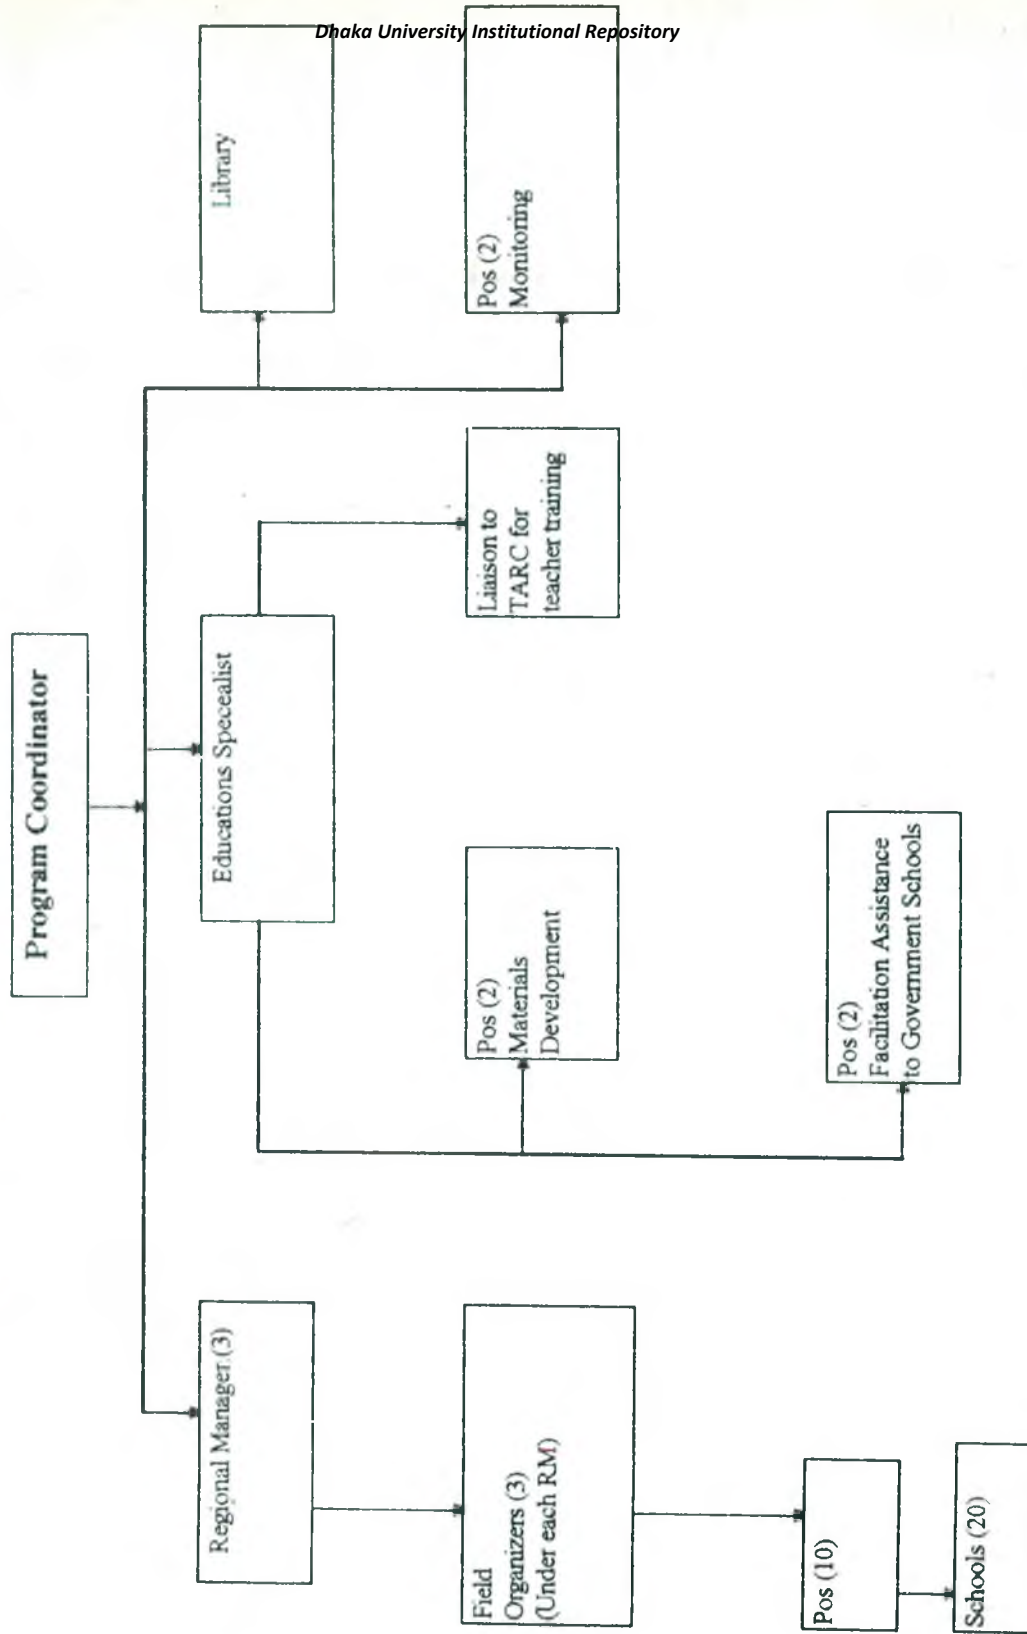 Dhaka University Institutional Repository
Program Coordinator
Regional Manager.(3)
Educations Specealist
Library
Field
Organizers (3)
(Under each RM)
Pos (2)
Materials
Development
Liaison to
TARC for
teacher training
Pos (2)
Monitoring
Pos (10)
Pos (2)
Facilitation Assistance
to Government Schools
Schools (20)